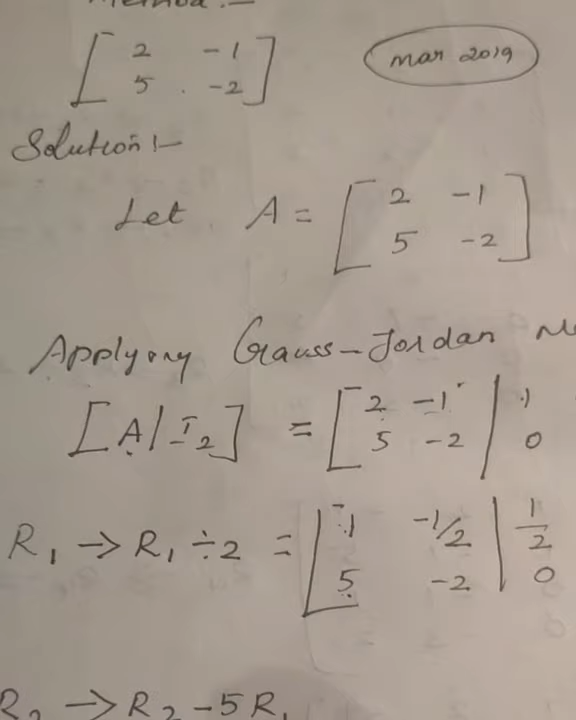 [ 2 -1
mar 2019
5 -2 ]
Solution:-
Let A = [ 2 -1
5 -2 ]
Applying Gauss-Jordan
[A|I₂] = [ 2 -1 | 1
5 -2 | 0
R₁ → R₁ ÷ 2 = [ 1 -1/2 | 1/2
5 -2 | 0
R₂ → R₂ - 5R₁